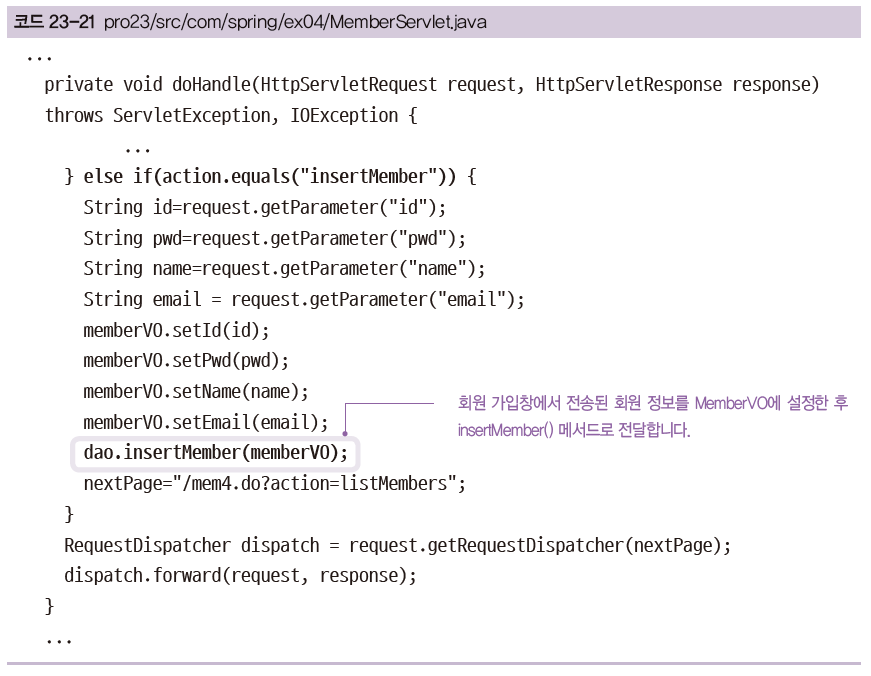 코드 23-21 pro23/src/com/spring/ex04/MemberServlet.java
...
private void doHandle(HttpServletRequest request, HttpServletResponse response)
throws ServletException, IOException {
...
} else if(action.equals("insertMember")) {
String id=request.getParameter("id");
String pwd=request.getParameter("pwd");
String name=request.getParameter("name");
String email = request.getParameter("email");
memberVO.setId(id);
memberVO.setPwd(pwd);
memberVO.setName(name);
memberVO.setEmail(email);
회원 가입창에서 전송된 회원 정보를 MemberVO에 설정한 후
insertMember() 메서드로 전달합니다.
dao.insertMember(memberVO);
nextPage="/mem4.do?action=listMembers";
}
RequestDispatcher dispatch = request.getRequestDispatcher(nextPage);
dispatch.forward(request, response);
}
...